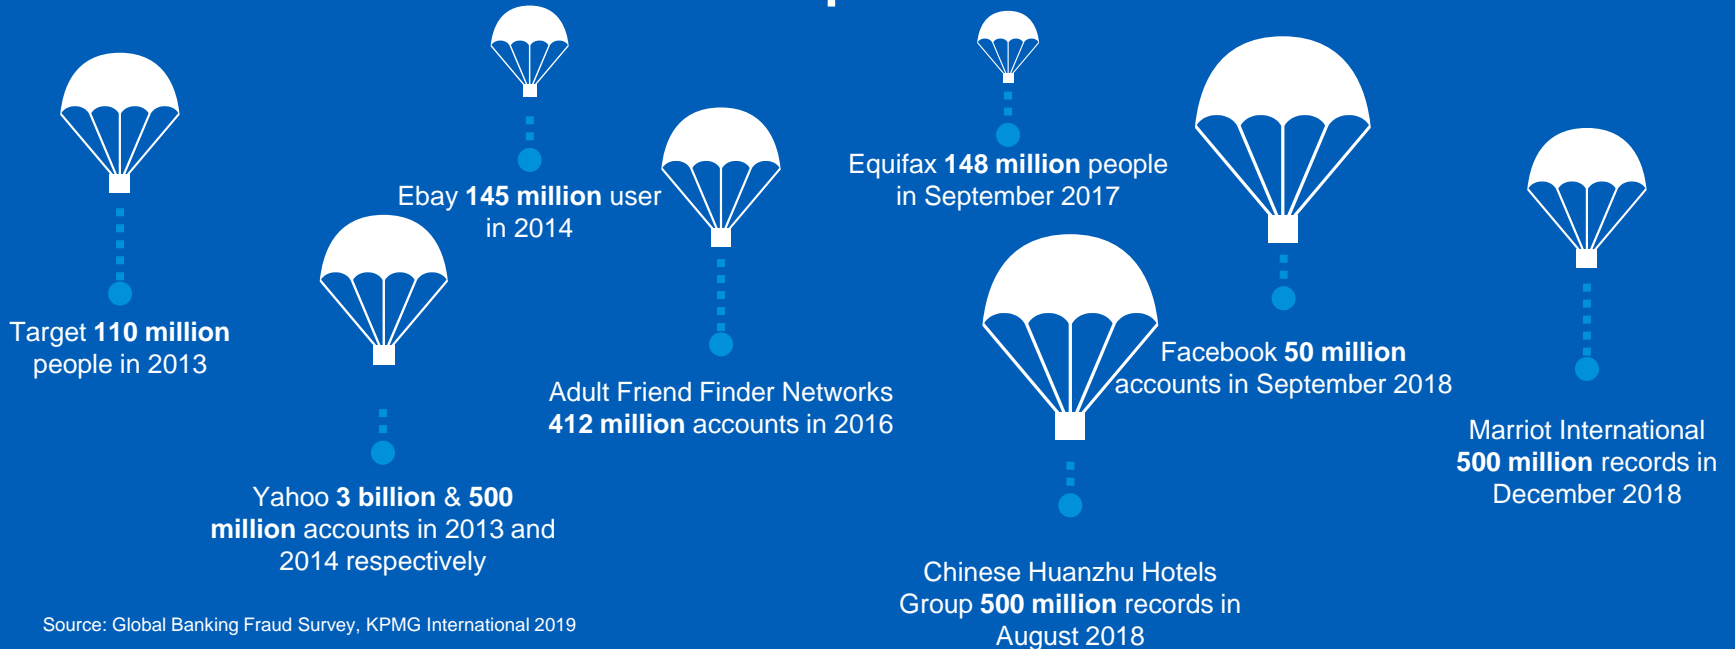 Target 110 million
people in 2013
Yahoo 3 billion & 500
million accounts in 2013 and
2014 respectively
Ebay 145 million user
in 2014
Adult Friend Finder Networks
412 million accounts in 2016
Equifax 148 million people
in September 2017
Chinese Huanzhu Hotels
Group 500 million records in
August 2018
Facebook 50 million
accounts in September 2018
Marriot International
500 million records in
December 2018
Source: Global Banking Fraud Survey, KPMG International 2019